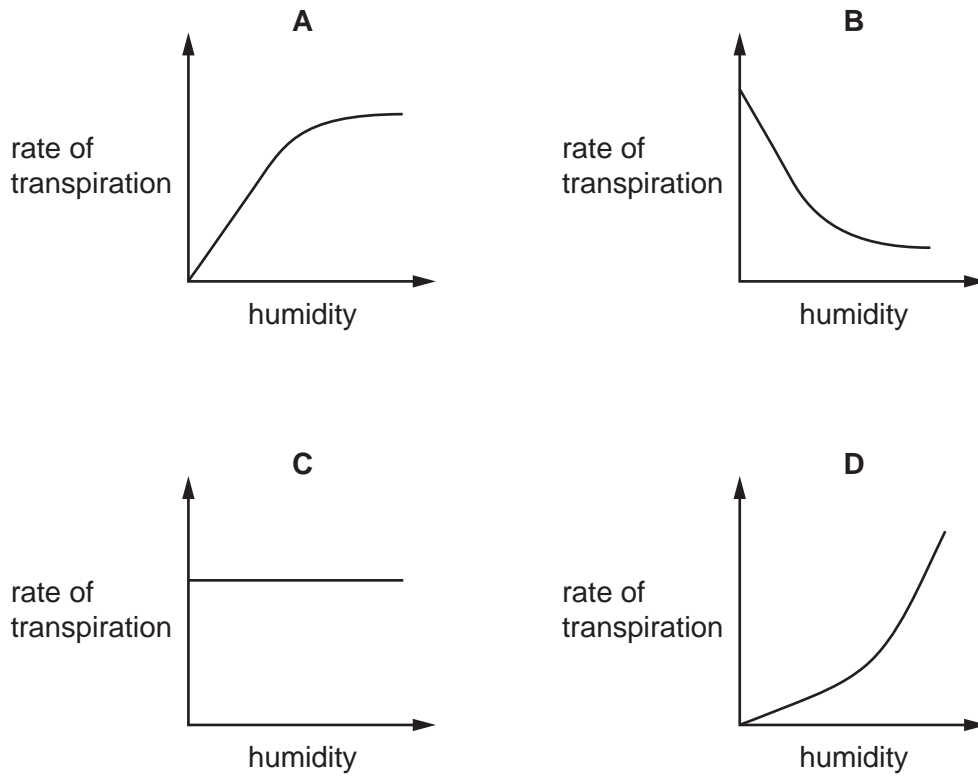 A
B
rate of
transpiration
rate of
transpiration
humidity
humidity
C
D
rate of
transpiration
rate of
transpiration
humidity
humidity